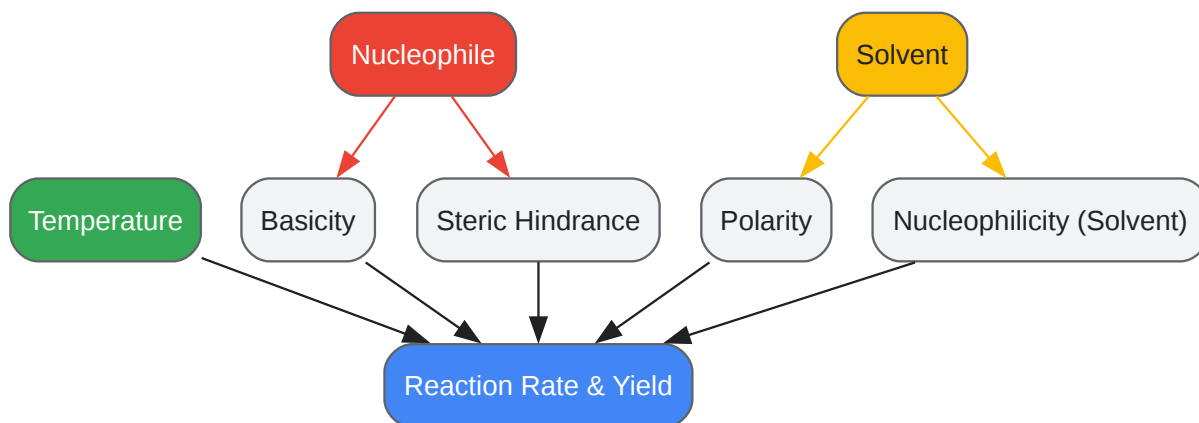 Nucleophile
Solvent
Temperature
Basicity
Steric Hindrance
Polarity
Nucleophilicity (Solvent)
Reaction Rate & Yield